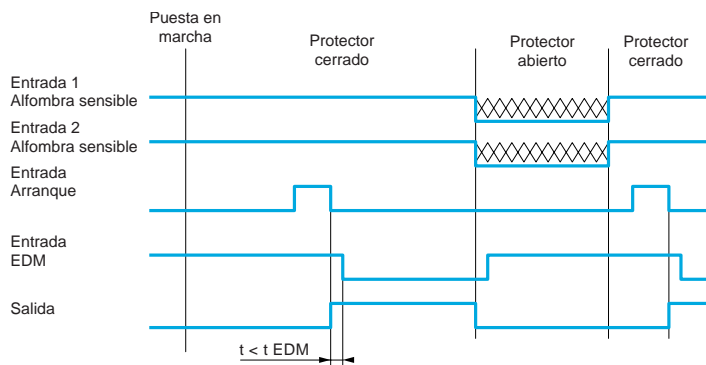 Puesta en
marcha
Protector
cerrado
Protector
abierto
Protector
cerrado
Entrada 1
Alfombra sensible
Entrada 2
Alfombra sensible
Entrada
Arranque
Entrada
EDM
Salida
t < t EDM